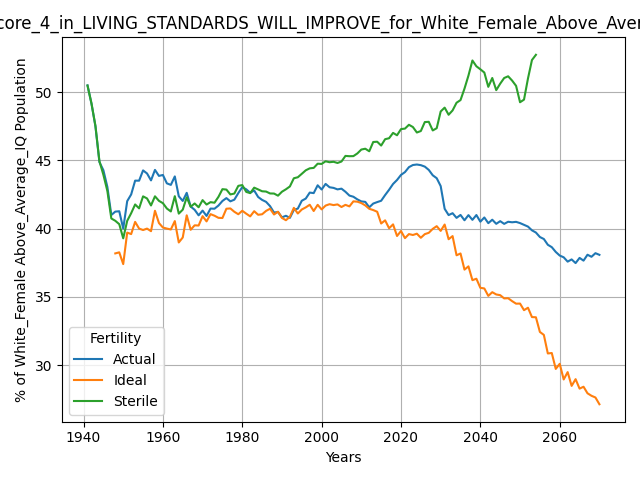 core_4_in_LIVING_STANDARDS_WILL_IMPROVE_for_White_Female_Above_Aver
% of White_Female Above_Average_IQ Population
50
45
40
35
30
Fertility
Actual
Ideal
Sterile
1940 1960 1980 2000 2020 2040 2060
Years